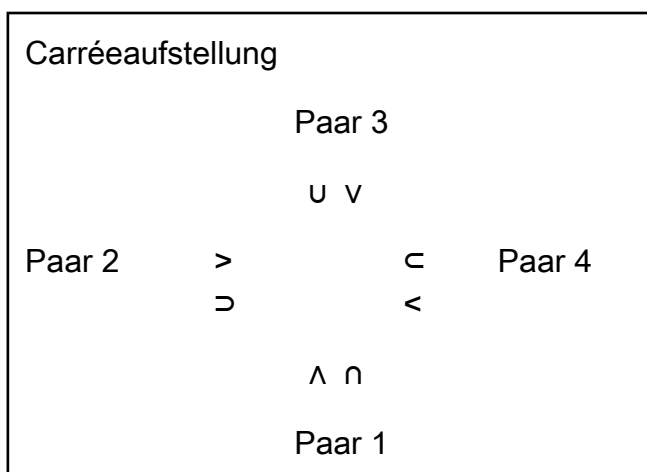 Carréeaufstellung
Paar 3
∪ ∨
Paar 2 > ⊂ Paar 4
⊃ <
∧ ∩
Paar 1